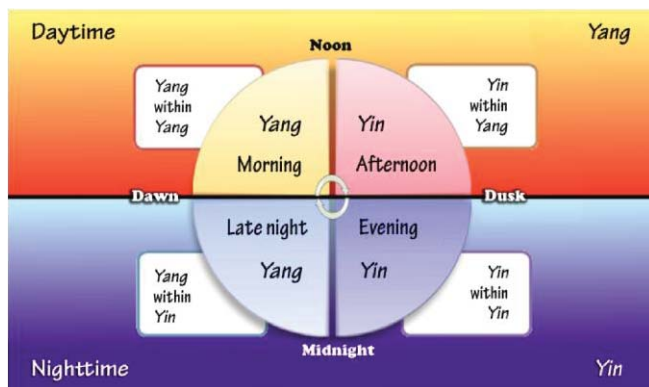 Daytime
Noon
Yang
Yang
within
Yang
Yang
Morning
Yin
Afternoon
Yin
within
Yang
Dawn
Dusk
Yang
within
Yin
Late night
Yang
Evening
Yin
Yin
within
Yin
Nighttime
Midnight
Yin